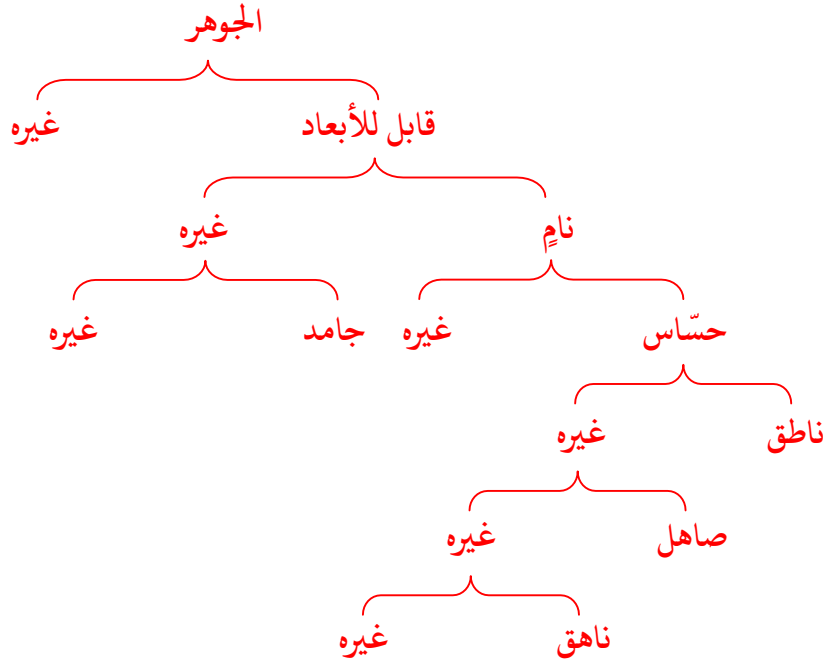 الجوهر
قابل للأبعاد غيره
نامٍ غيره
حسّاس غيره جامد غيره
ناطق غيره
صاهل غيره
ناهق غيره